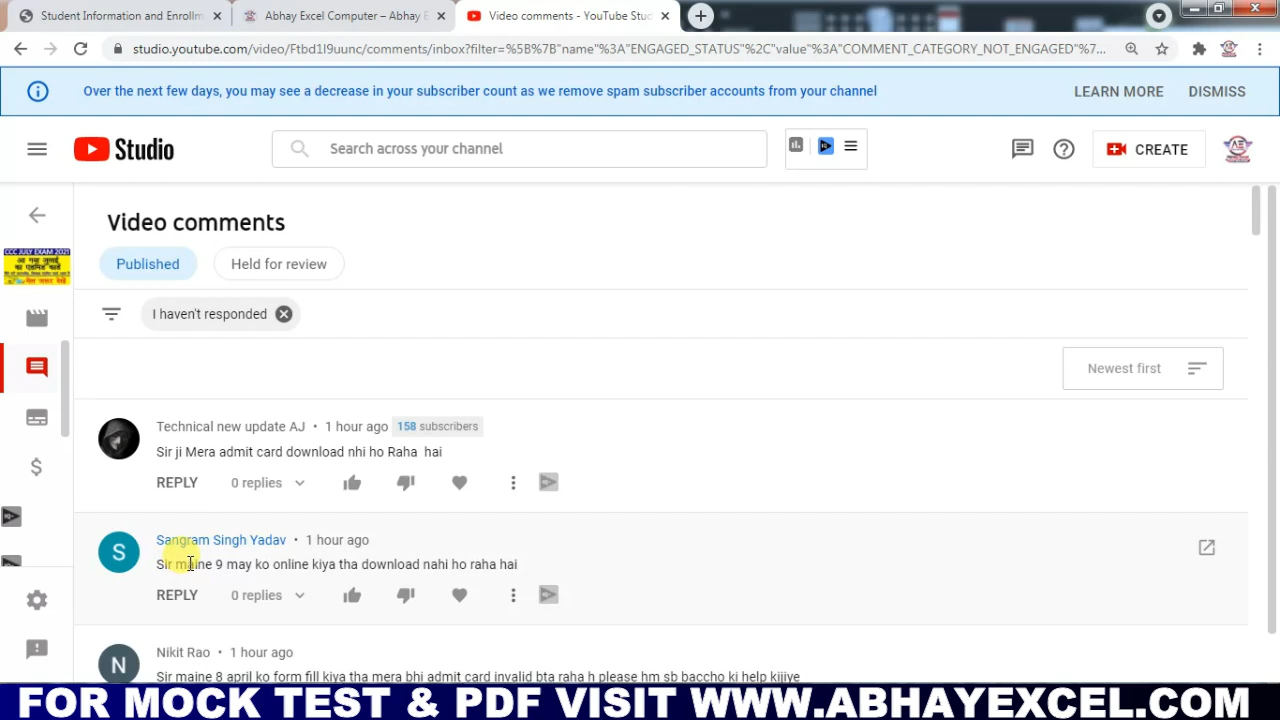 Student Information and Enrollm
Abhay Excel Computer – Abhay E
Video comments - YouTube Stud
studio.youtube.com/video/Ftbd1I9uunc/comments/inbox?filter=%5B%7B"name"%3A"ENGAGED_STATUS"%2C"value"%3A"COMMENT_CATEGORY_NOT_ENGAGED"%7...
Over the next few days, you may see a decrease in your subscriber count as we remove spam subscriber accounts from your channel
LEARN MORE
DISMISS
Studio
Search across your channel
CREATE
Video comments
CCC JULY EXAM 2021
आ गया जुलाई
का एडमिट कार्ड
Published
Held for review
I haven't responded
Newest first
Technical new update AJ • 1 hour ago 158 subscribers
Sir ji Mera admit card download nhi ho Raha hai
REPLY 0 replies
S
Sangram Singh Yadav • 1 hour ago
Sir maine 9 may ko online kiya tha download nahi ho raha hai
REPLY 0 replies
N
Nikit Rao • 1 hour ago
Sir maine 8 april ko form fill kiya tha mera bhi admit card invalid bta raha h please hm sb baccho ki help kijiye
FOR MOCK TEST & PDF VISIT WWW.ABHAYEXCEL.COM